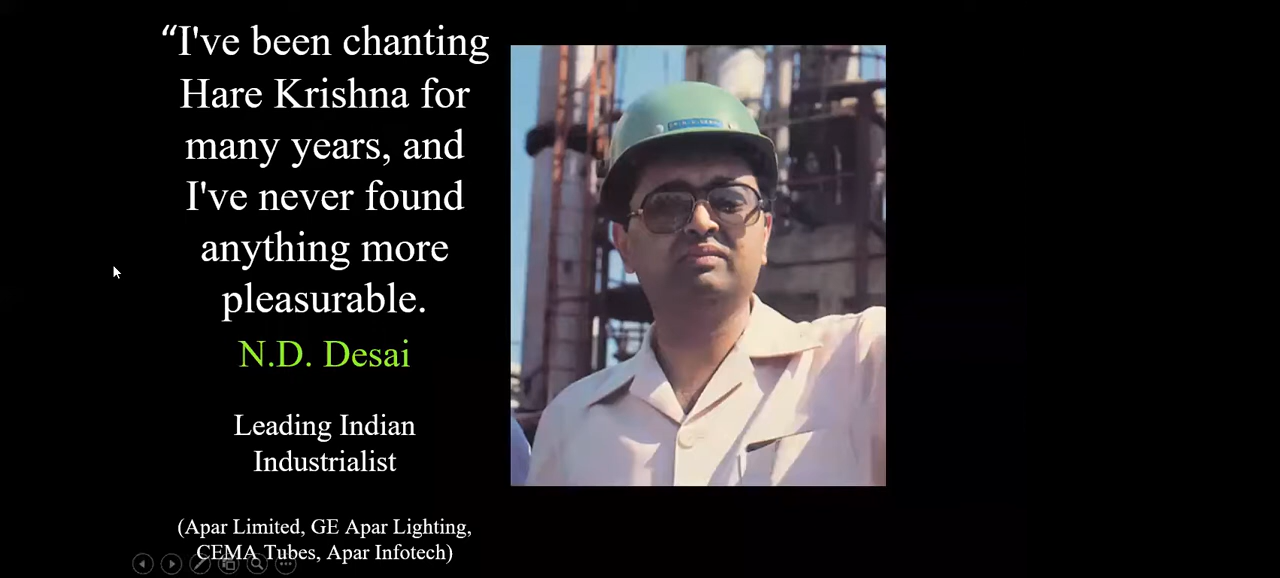 “I've been chanting
Hare Krishna for
many years, and
I've never found
anything more
pleasurable.
N.D. Desai
Leading Indian
Industrialist
(Apar Limited, GE Apar Lighting,
CEMA Tubes, Apar Infotech)